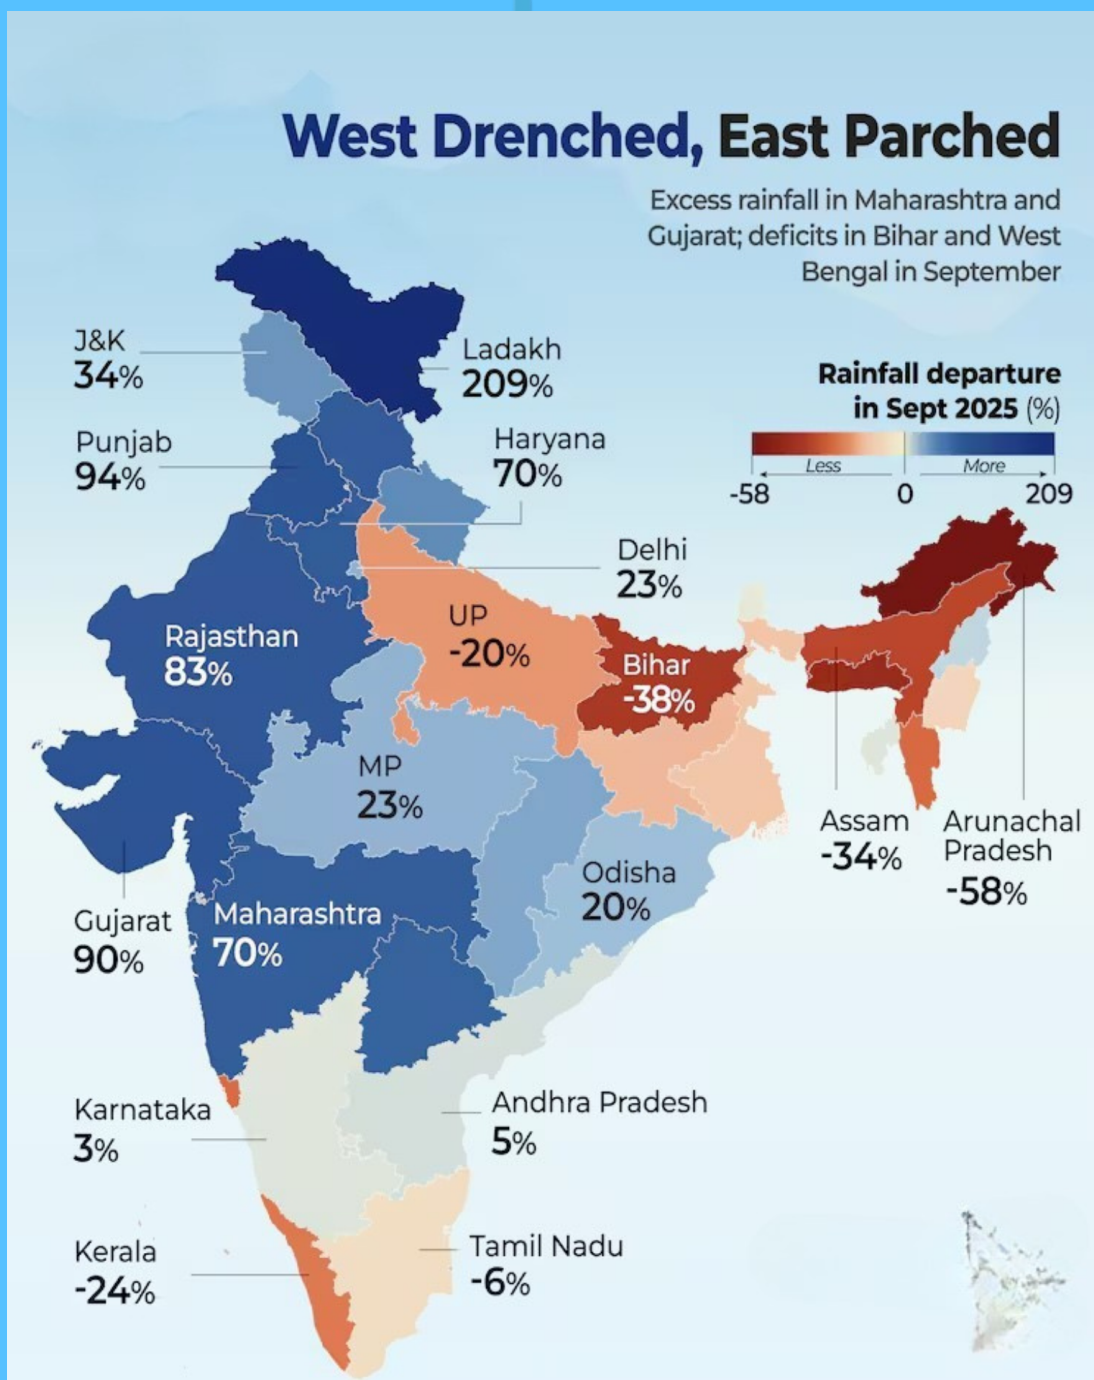 West Drenched, East Parched
Excess rainfall in Maharashtra and
Gujarat; deficits in Bihar and West
Bengal in September
J&K
34%
Ladakh
209%
Rainfall departure
in Sept 2025 (%)
Less
More
-58
0
209
Punjab
94%
Haryana
70%
Delhi
23%
UP
-20%
Rajasthan
83%
Bihar
-38%
MP
23%
Assam
-34%
Arunachal
Pradesh
-58%
Odisha
20%
Gujarat
90%
Maharashtra
70%
Karnataka
3%
Andhra Pradesh
5%
Kerala
-24%
Tamil Nadu
-6%